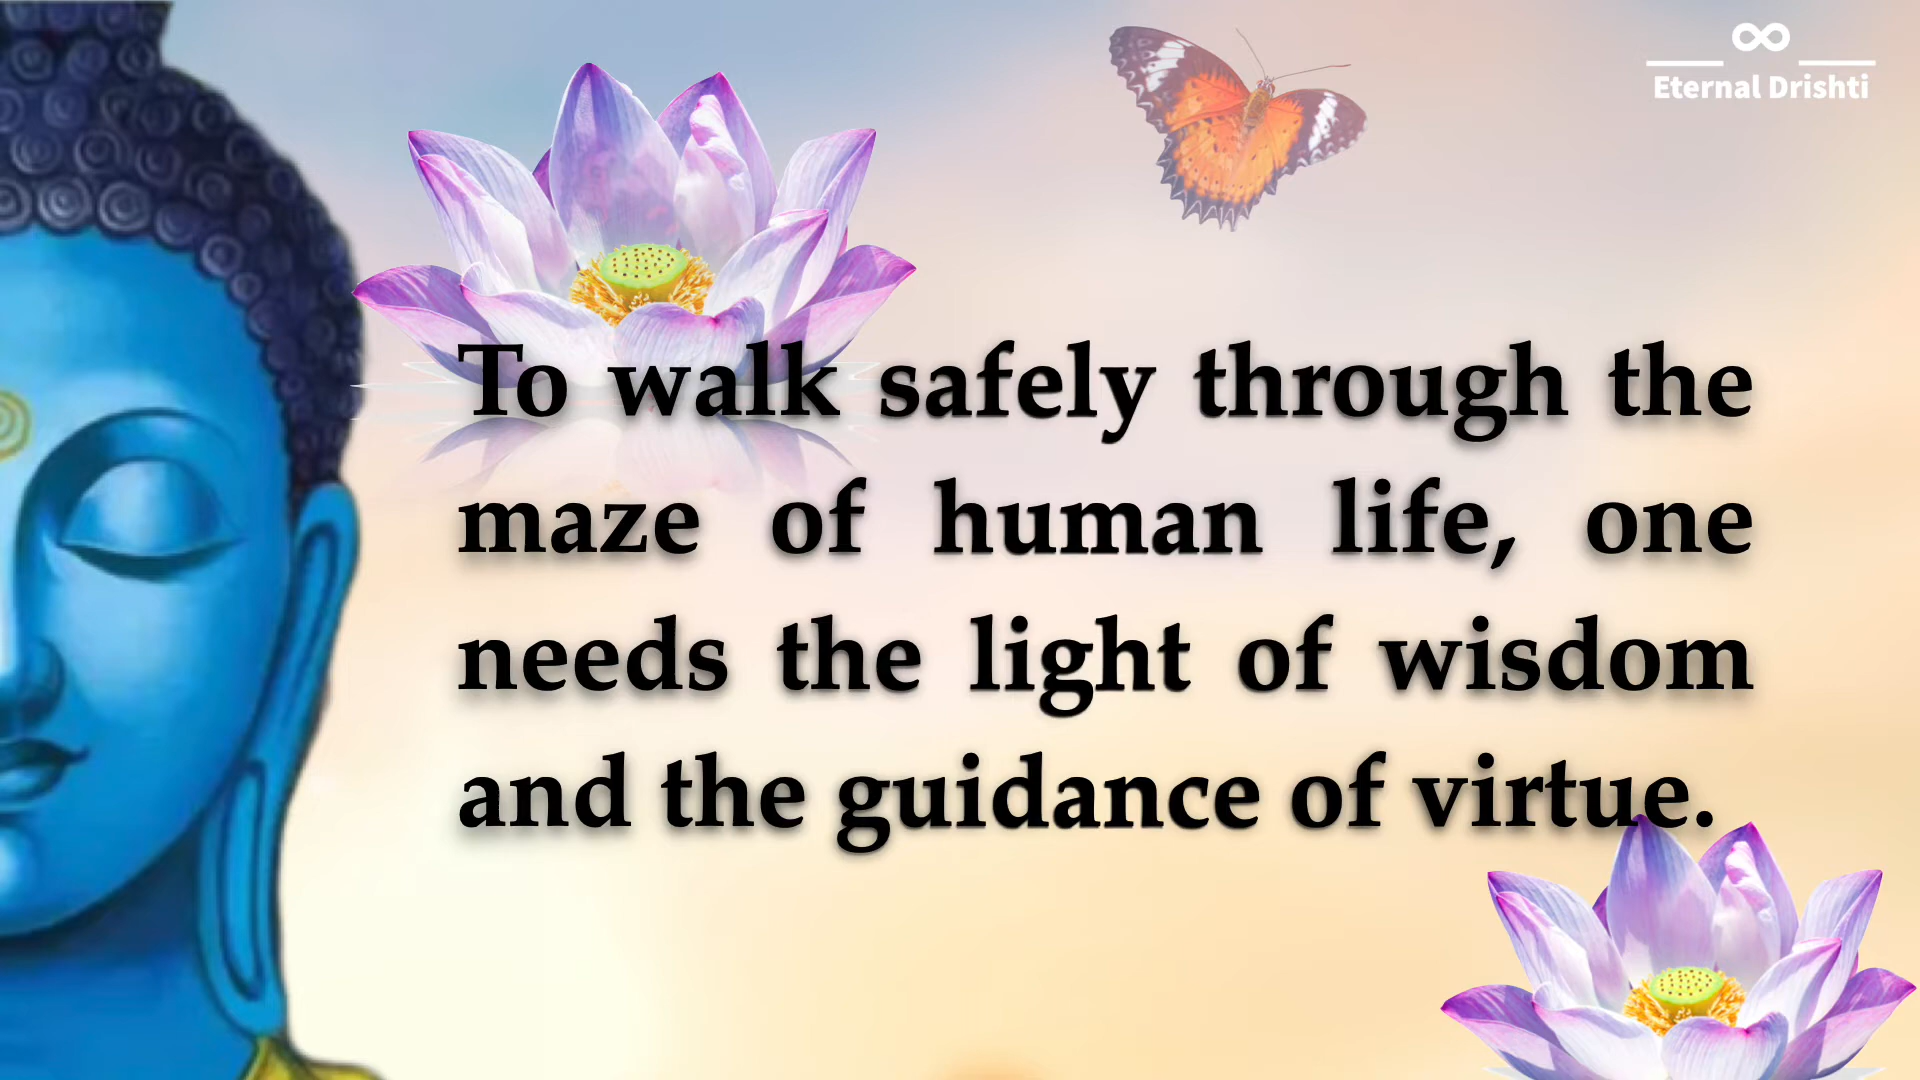 Eternal Drishti
To walk safely through the
maze of human life, one
needs the light of wisdom
and the guidance of virtue.